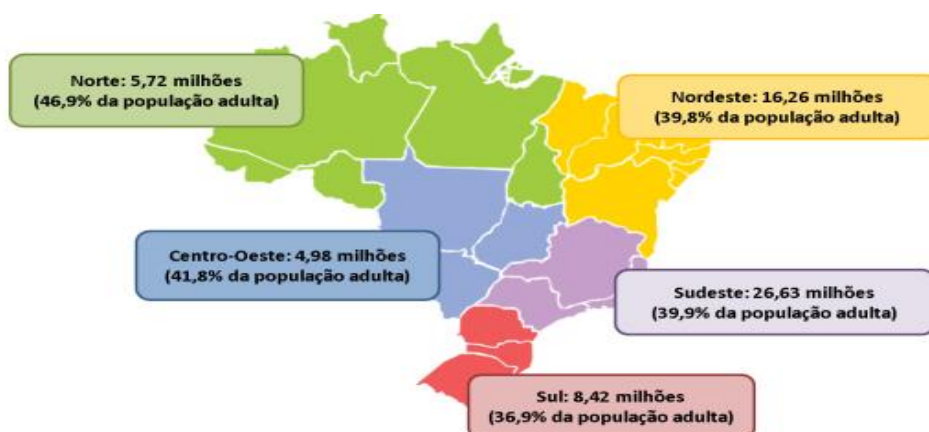 Norte: 5,72 milhões
(46,9% da população adulta)
Nordeste: 16,26 milhões
(39,8% da população adulta)
Centro-Oeste: 4,98 milhões
(41,8% da população adulta)
Sudeste: 26,63 milhões
(39,9% da população adulta)
Sul: 8,42 milhões
(36,9% da população adulta)